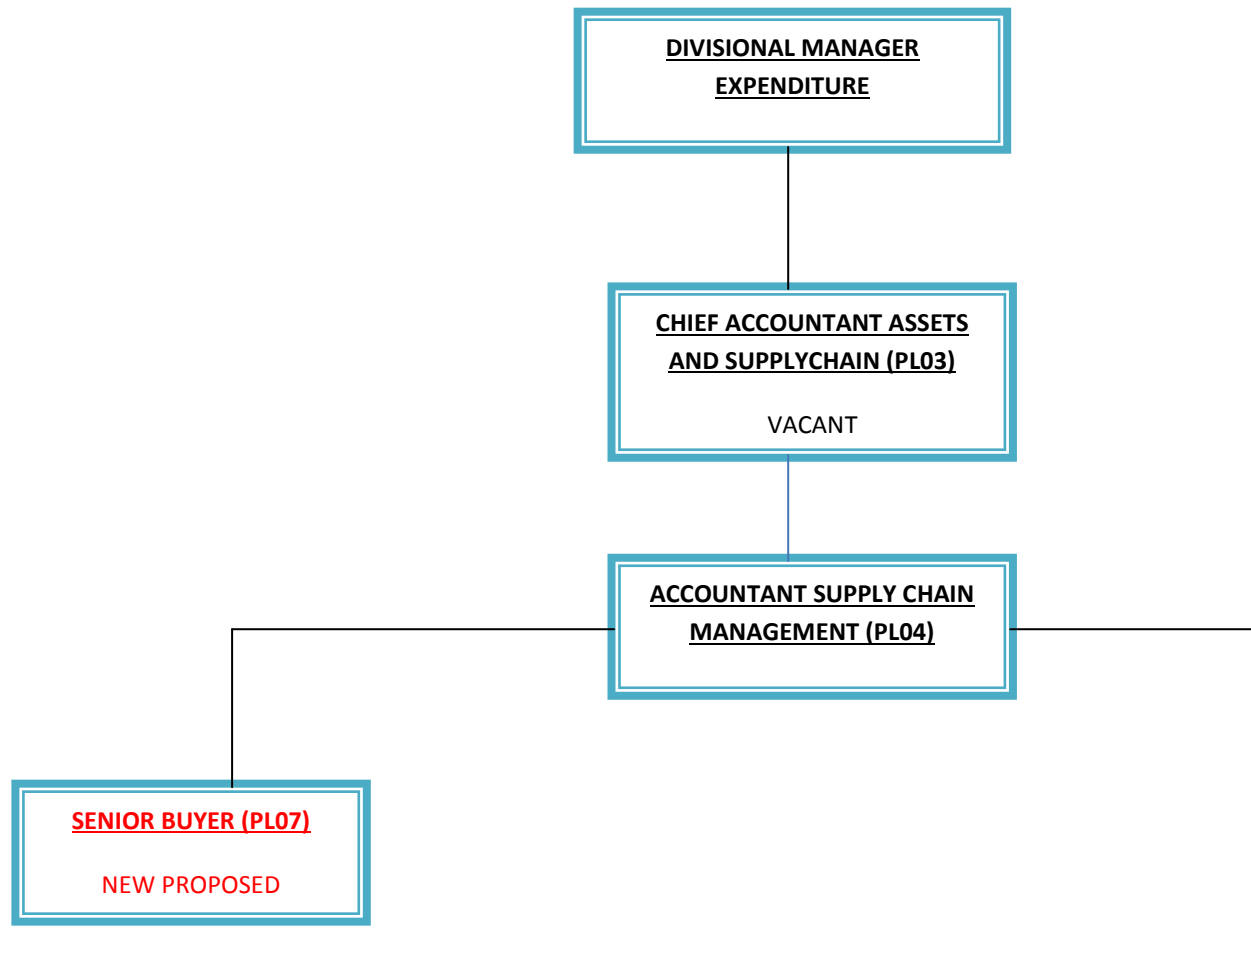 DIVISIONAL MANAGER
EXPENDITURE
CHIEF ACCOUNTANT ASSETS
AND SUPPLYCHAIN (PL03)
VACANT
ACCOUNTANT SUPPLY CHAIN
MANAGEMENT (PL04)
SENIOR BUYER (PL07)
NEW PROPOSED